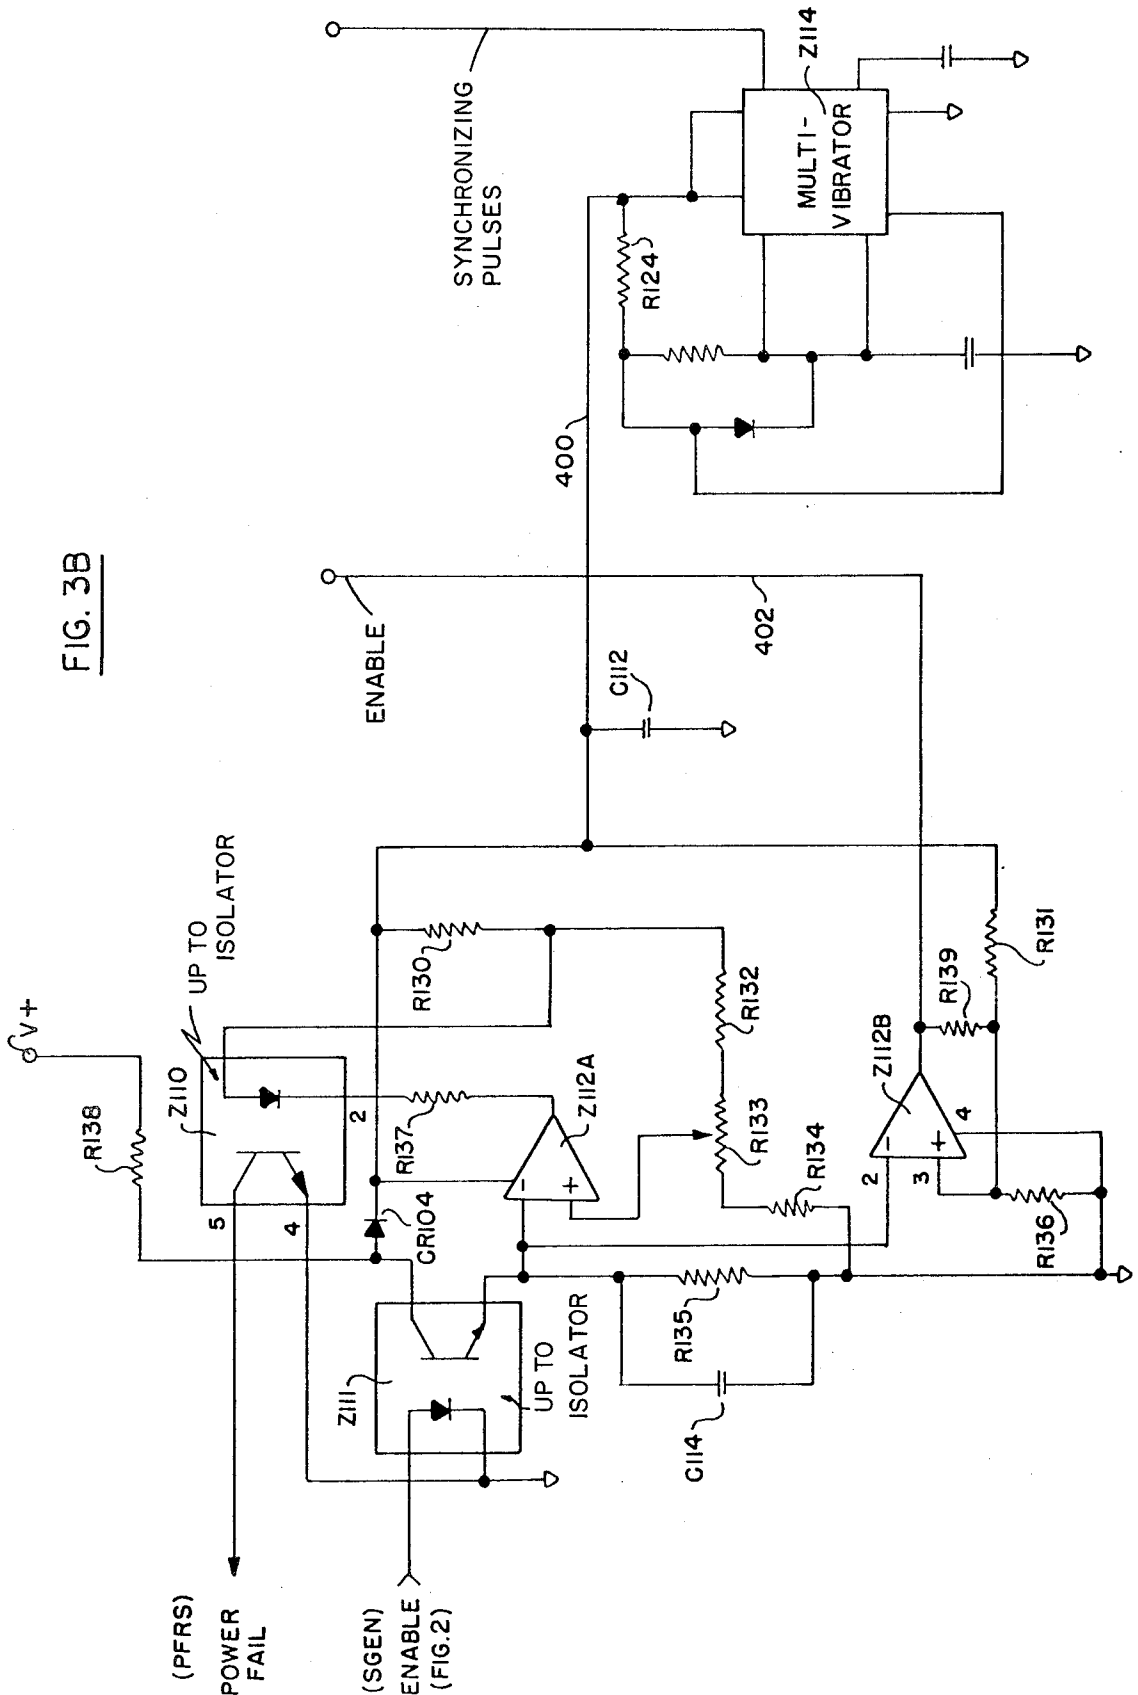 FIG. 3B
V+
R138
Z110
UP TO
ISOLATOR
5
4
2
(PFRS)
POWER
FAIL
(SGEN)
ENABLE
(FIG.2)
Z111
UP TO
ISOLATOR
CR104
R137
R130
Z112A
-
+
R132
R133
R134
R135
C114
Z112B
2
3
4
-
+
R139
R131
R136
C112
ENABLE
402
400
SYNCHRONIZING
PULSES
R124
MULTI-
VIBRATOR
Z114